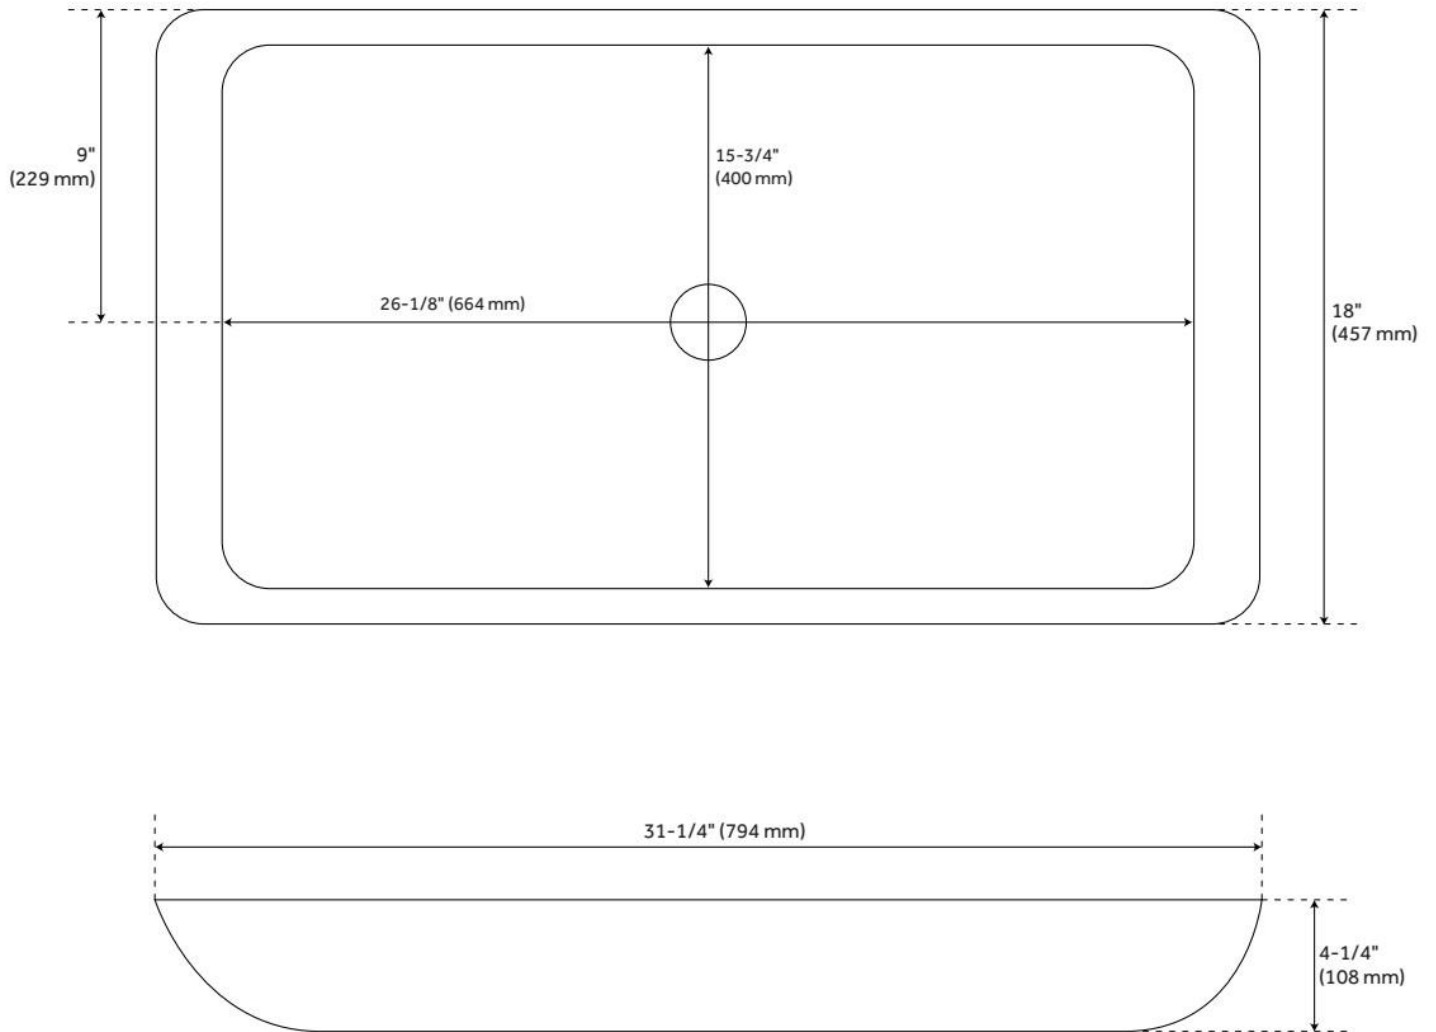 9"
(229 mm)
15-3/4"
(400 mm)
26-1/8" (664 mm)
18"
(457 mm)
31-1/4" (794 mm)
4-1/4"
(108 mm)